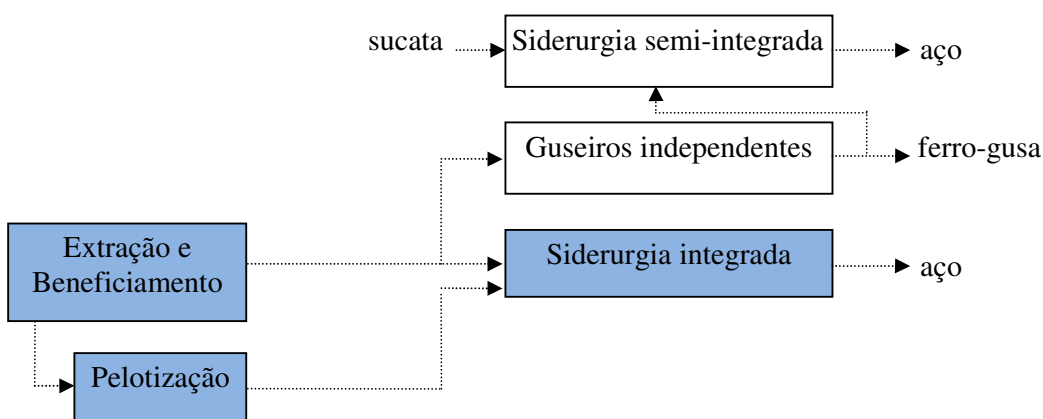 sucata
Siderurgia semi-integrada
aço
Guseiros independentes
ferro-gusa
Extração e
Beneficiamento
Siderurgia integrada
aço
Pelotização